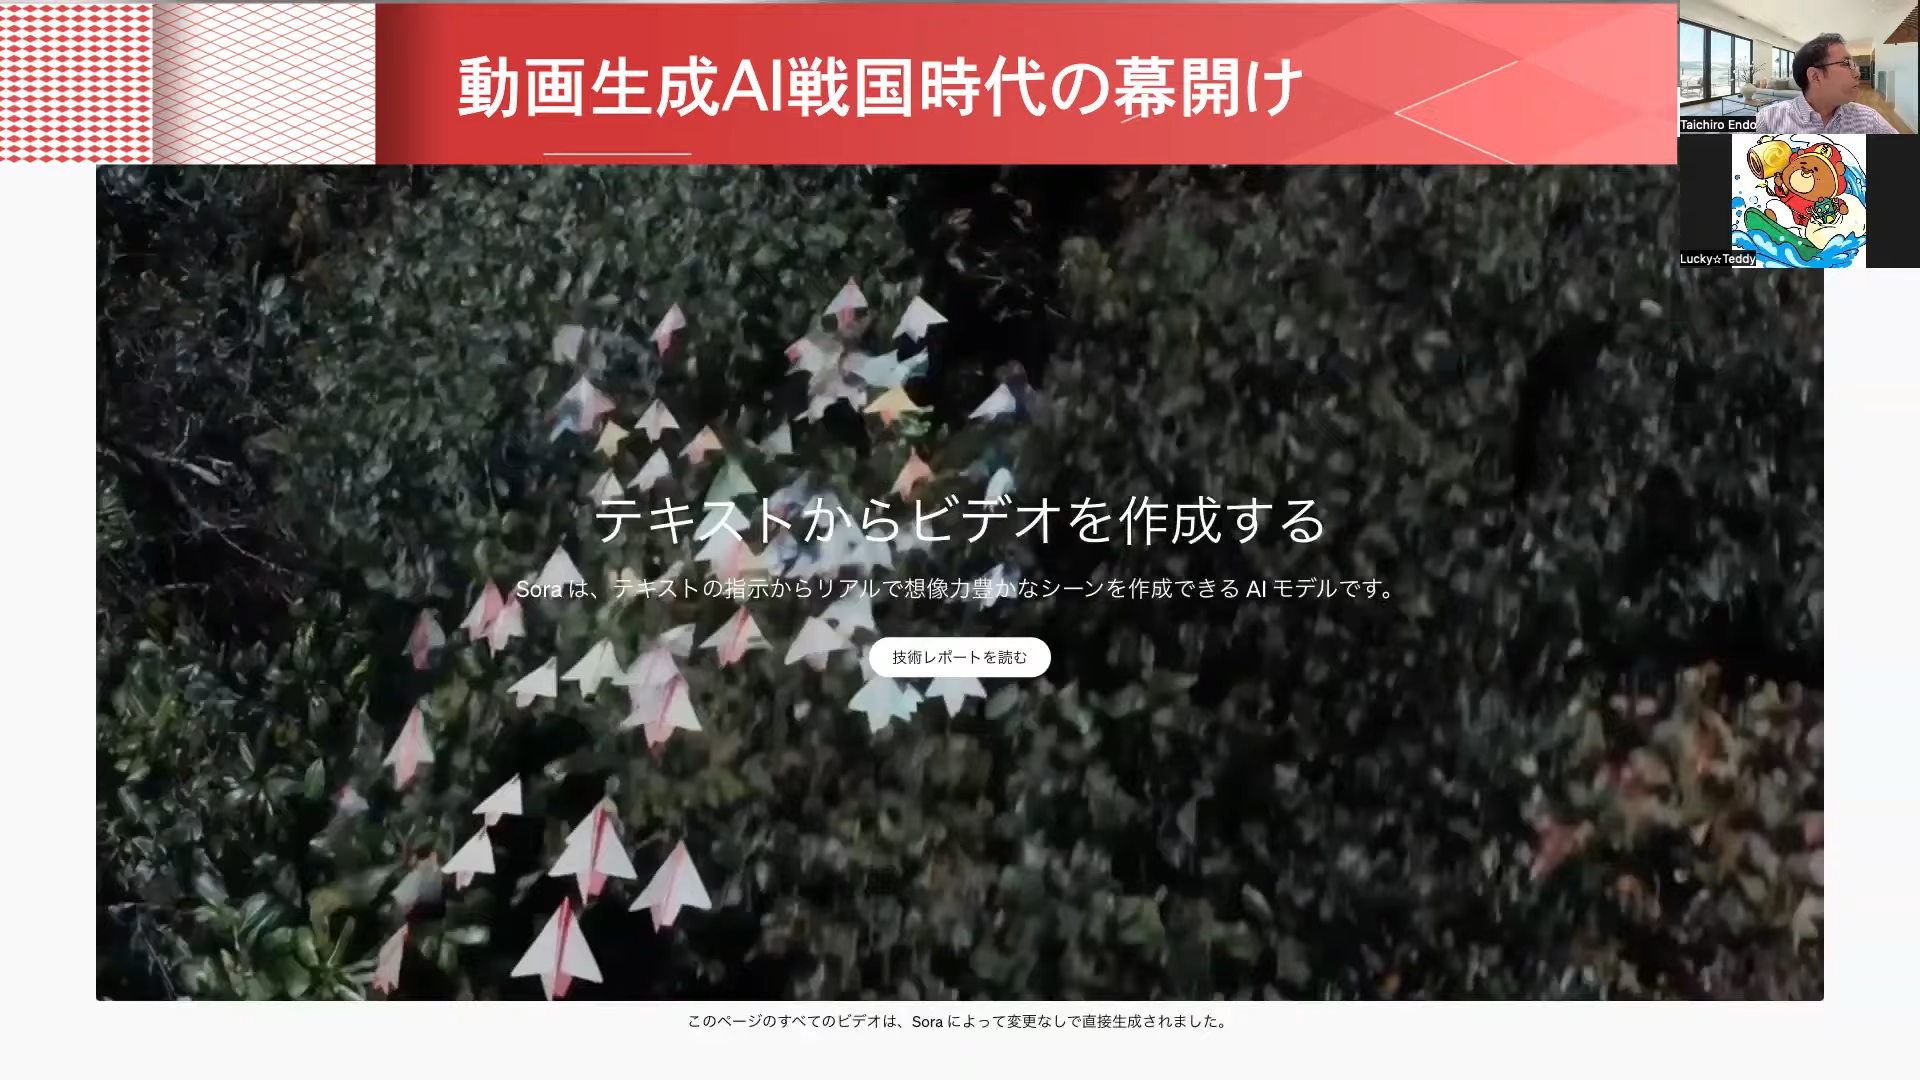 動画生成AI戦国時代の幕開け
Taichiro Endo
Lucky☆Teddy
テキストからビデオを作成する
Sora は、テキストの指示からリアルで想像力豊かなシーンを作成できる AI モデルです。
技術レポートを読む
このページのすべてのビデオは、Sora によって変更なしで直接生成されました。